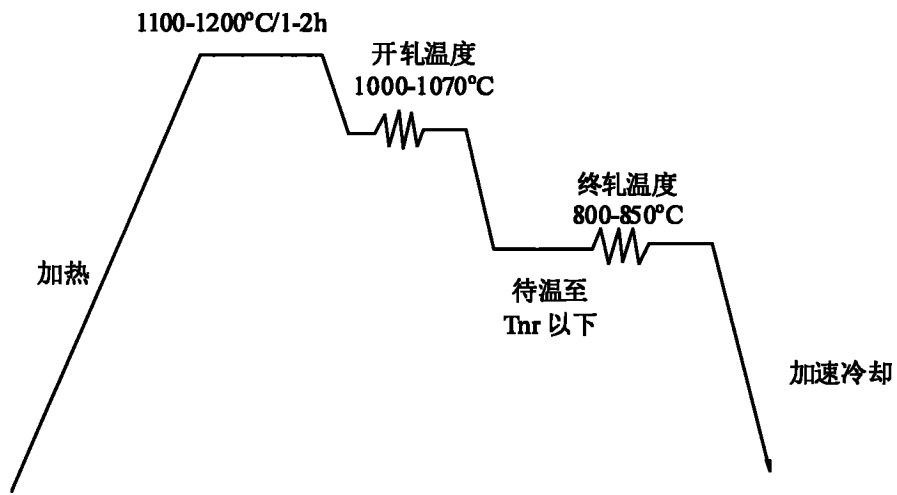 1100-1200°C/1-2h
开轧温度
1000-1070°C
终轧温度
800-850°C
加热
待温至
Tnr 以下
加速冷却